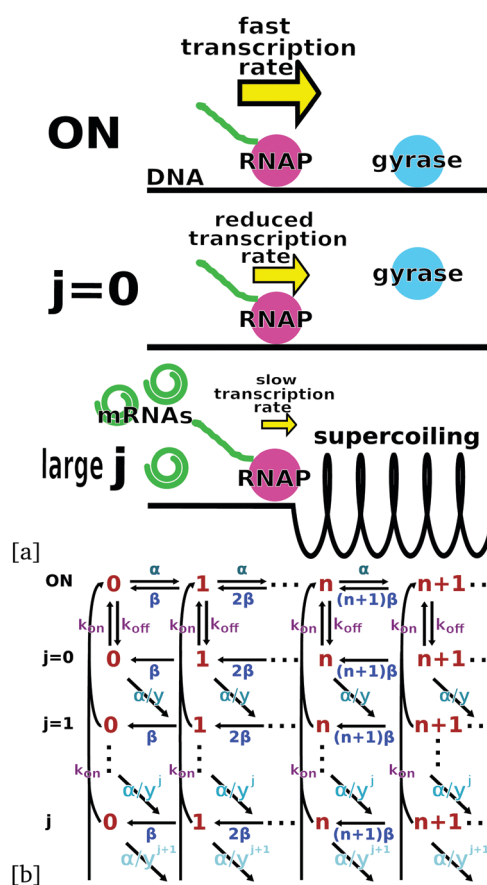 fast
transcription
rate
ON
RNAP
gyrase
DNA
reduced
transcription
rate
gyrase
j=0
RNAP
slow
transcription
rate
mRNAs
supercoiling
large j
RNAP
[a]
ON 0 α β 1 α 2β ... n α (n+1)β n+1 ...
kon koff kon koff kon koff kon koff
j=0 0 β 1 2β ... n (n+1)β n+1 ...
α/y α/y α/y α/y
j=1 0 β 1 2β ... n (n+1)β n+1 ...
kon kon kon kon
α/y^j α/y^j α/y^j α/y^j
j 0 β 1 2β ... n (n+1)β n+1 ...
α/y^j+1 α/y^j+1 α/y^j+1 α/y^j+1
[b]